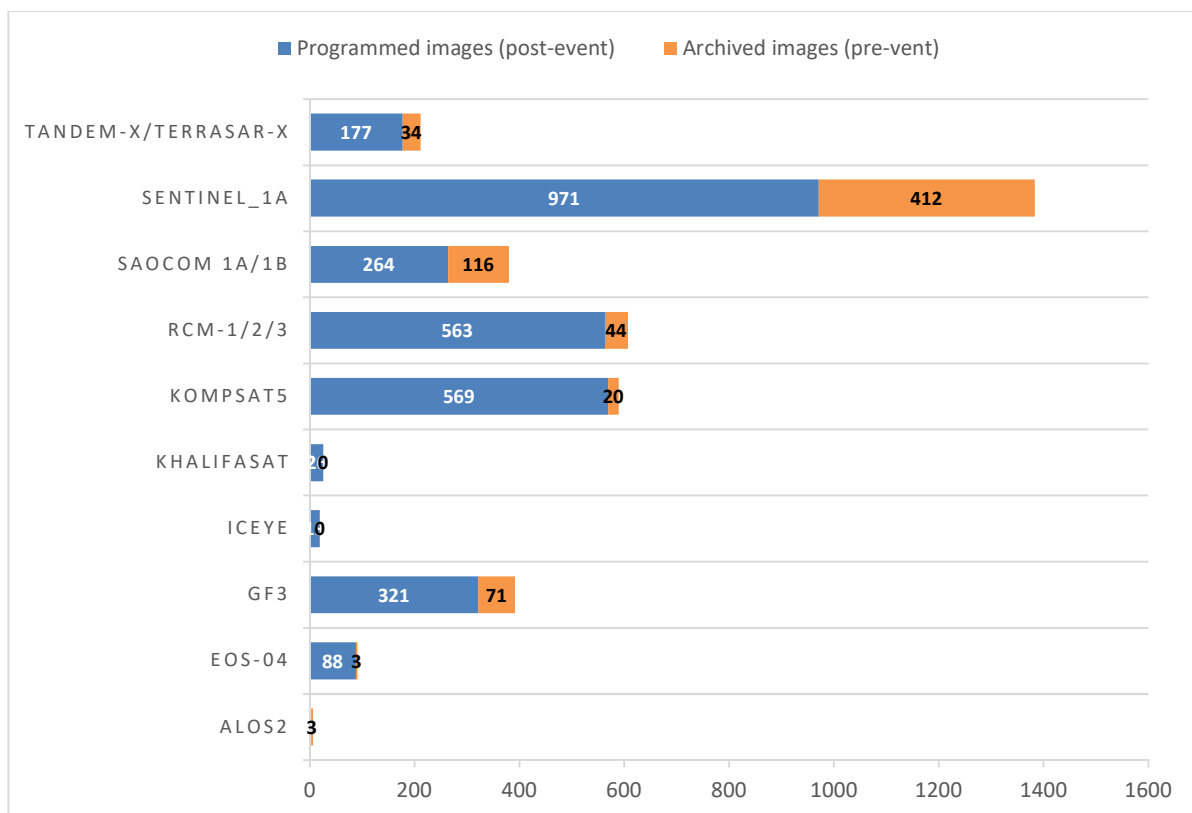 Programmed images (post-event) Archived images (pre-vent)
TANDEM-X/TERRASAR-X 177 34
SENTINEL_1A 971 412
SAOCOM 1A/1B 264 116
RCM-1/2/3 563 44
KOMPSAT5 569 20
KHALIFASAT 0
ICEYE 0
GF3 321 71
EOS-04 88 3
ALOS2 3
0 200 400 600 800 1000 1200 1400 1600